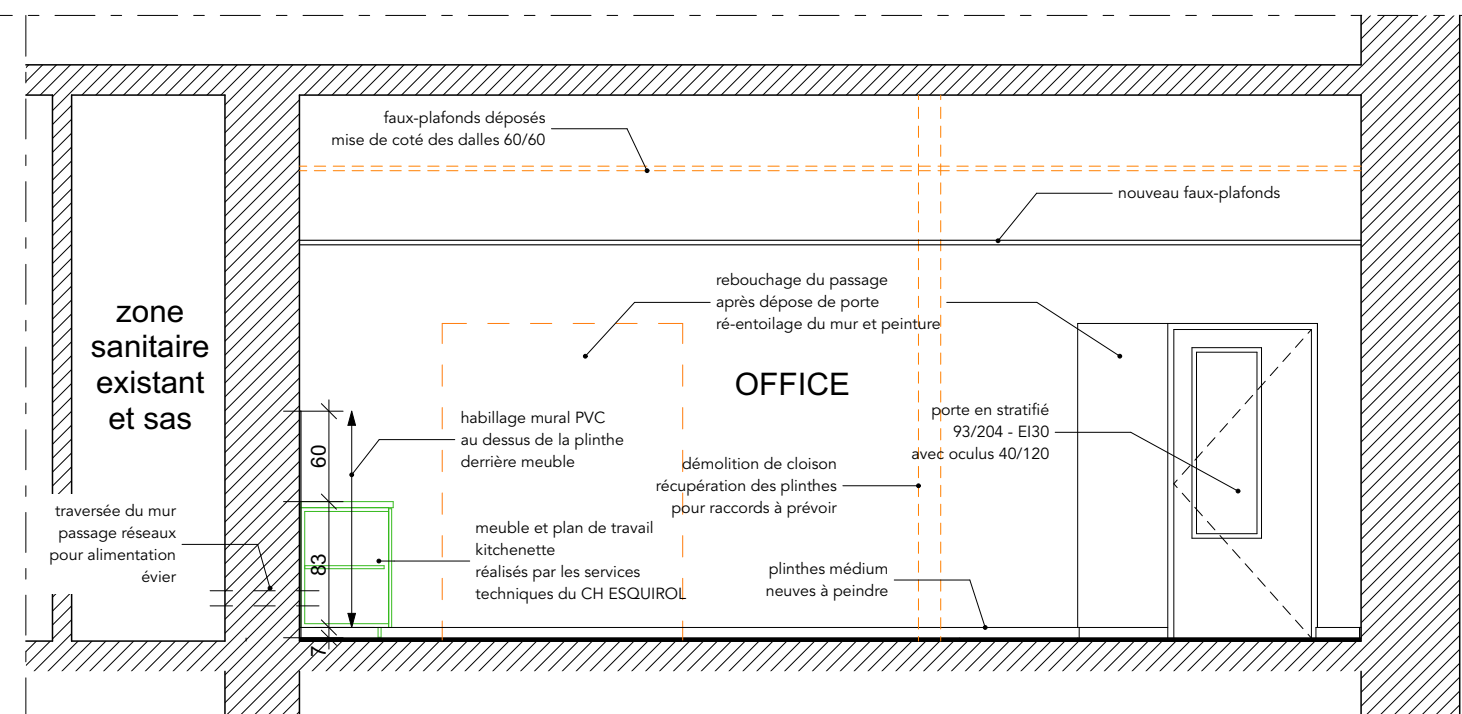 faux-plafonds déposés
mise de coté des dalles 60/60
nouveau faux-plafonds
rebouchage du passage
après dépose de porte
ré-entoilage du mur et peinture
zone
sanitaire
existant
et sas
OFFICE
habillage mural PVC
au dessus de la plinthe
derrière meuble
porte en stratifié
93/204 - EI30
avec oculus 40/120
60
démolition de cloison
récupération des plinthes
pour raccords à prévoir
traversée du mur
passage réseaux
pour alimentation
évier
meuble et plan de travail
kitchenette
réalisés par les services
techniques du CH ESQUIROL
83
plinthes médium
neuves à peindre
7